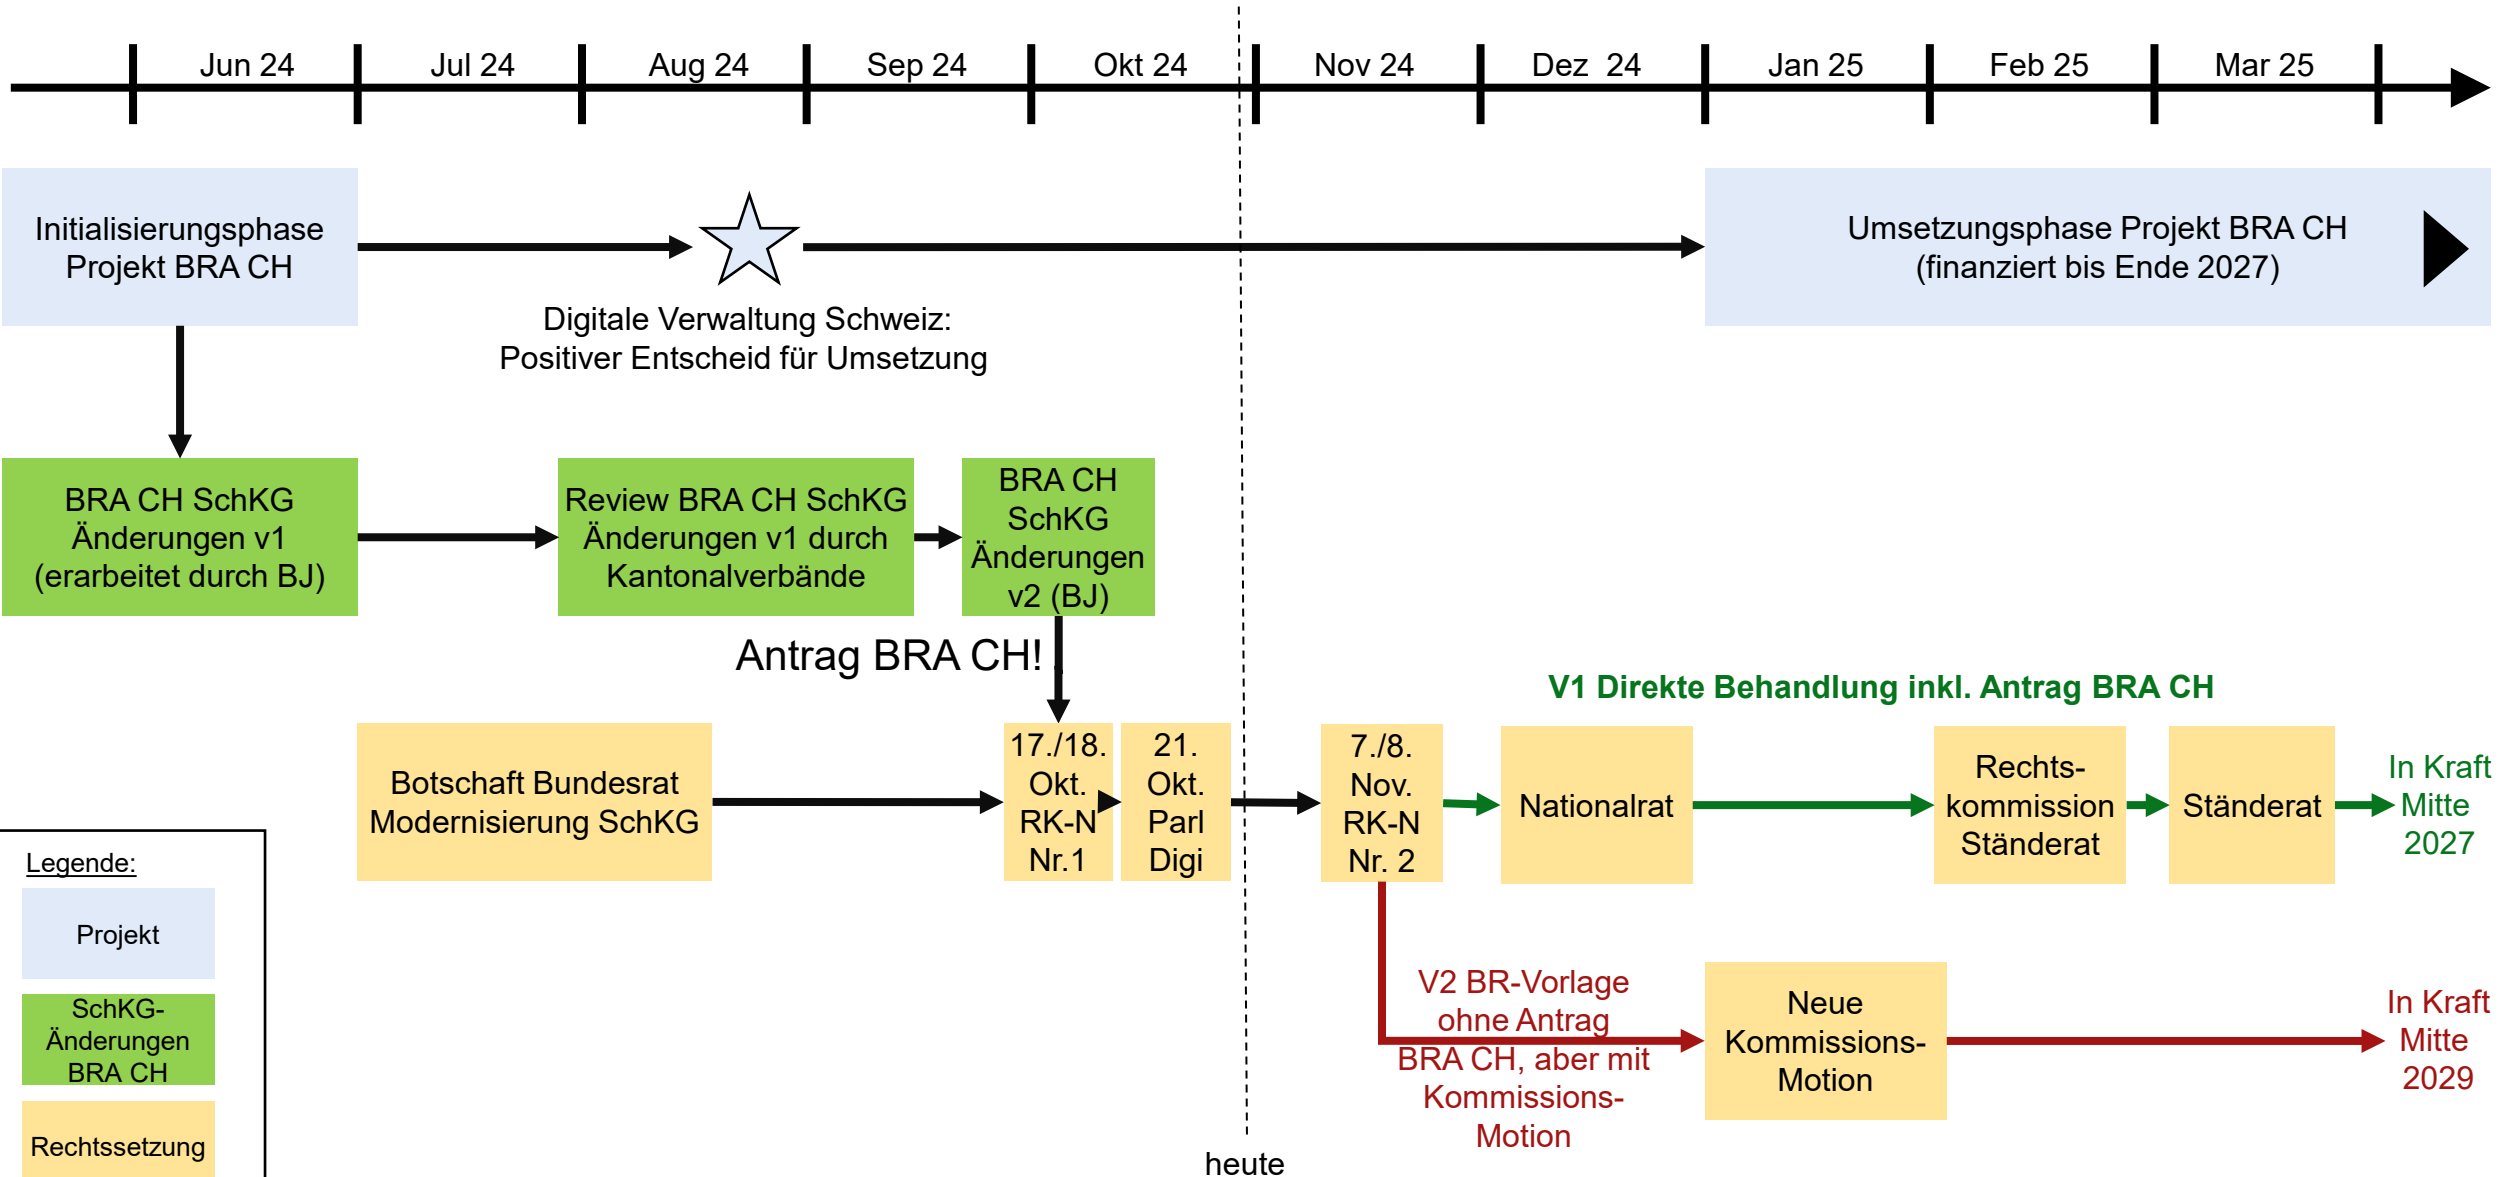 Jun 24
Jul 24
Aug 24
Sep 24
Okt 24
Nov 24
Dez  24
Jan 25
Feb 25
Mar 25
Initialisierungsphase
Projekt BRA CH
Digitale Verwaltung Schweiz:
Positiver Entscheid für Umsetzung
Umsetzungsphase Projekt BRA CH
(finanziert bis Ende 2027)
BRA CH SchKG
Änderungen v1
(erarbeitet durch BJ)
Review BRA CH SchKG
Änderungen v1 durch
Kantonalverbände
BRA CH
SchKG
Änderungen
v2 (BJ)
Antrag BRA CH!
V1 Direkte Behandlung inkl. Antrag BRA CH
Botschaft Bundesrat
Modernisierung SchKG
17./18.
Okt.
RK-N
Nr.1
21.
Okt.
Parl
Digi
7./8.
Nov.
RK-N
Nr. 2
Nationalrat
Rechts-
kommission
Ständerat
Ständerat
In Kraft
Mitte
2027
V2 BR-Vorlage
ohne Antrag
BRA CH, aber mit
Kommissions-
Motion
Neue
Kommissions-
Motion
In Kraft
Mitte
2029
heute
Legende:
Projekt
SchKG-
Änderungen
BRA CH
Rechtssetzung